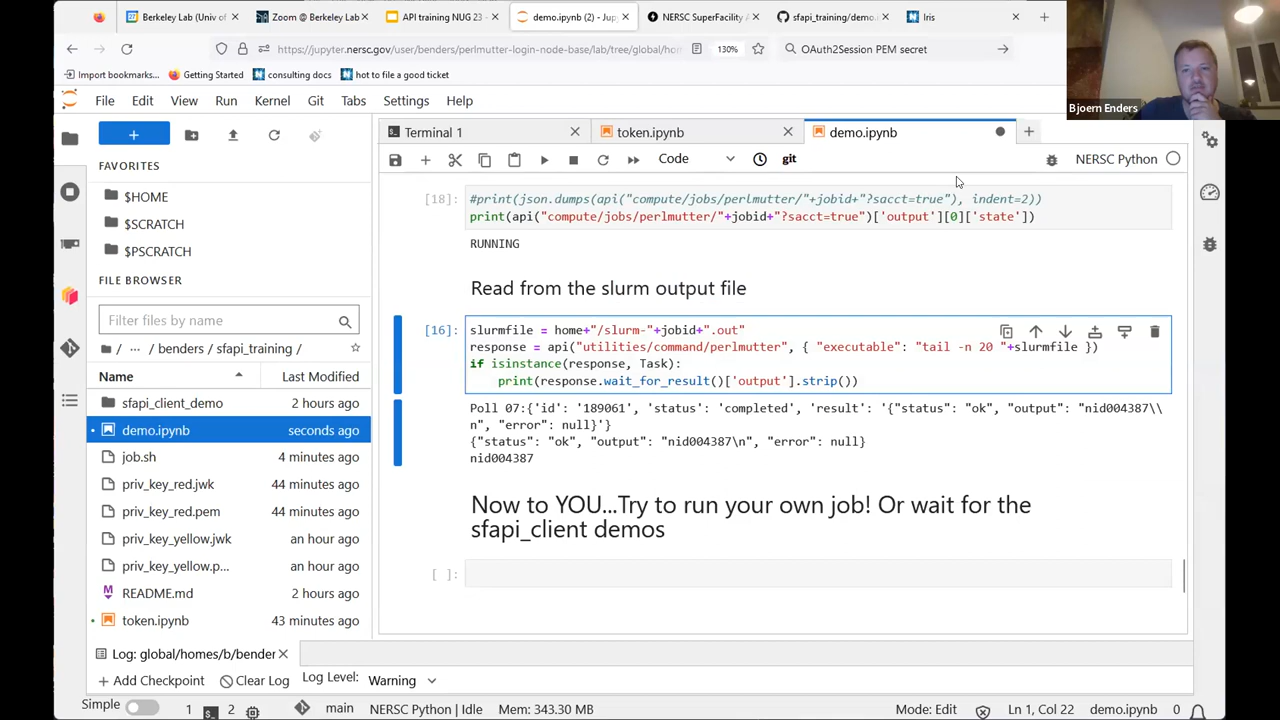 Berkeley Lab (Univ of
Zoom @ Berkeley Lab
API training NUG 23 -
demo.ipynb (2) - Jup
NERSC SuperFacility A
sfapi_training/demo.i
Iris
https://jupyter.nersc.gov/user/benders/perlmutter-login-node-base/lab/tree/global/ho
130%
OAuth2Session PEM secret
Import bookmarks...
Getting Started
consulting docs
hot to file a good ticket
Bjoern Enders
File Edit View Run Kernel Git Tabs Settings Help
Terminal 1
token.ipynb
demo.ipynb
FAVORITES
Code
git
NERSC Python
$HOME
$SCRATCH
$PSCRATCH
FILE BROWSER
Filter files by name
/ ... / benders / sfapi_training /
Name Last Modified
sfapi_client_demo 2 hours ago
demo.ipynb seconds ago
job.sh 4 minutes ago
priv_key_red.jwk 44 minutes ago
priv_key_red.pem 44 minutes ago
priv_key_yellow.jwk an hour ago
priv_key_yellow.p... an hour ago
README.md 2 hours ago
token.ipynb 43 minutes ago
[18]: #print(json.dumps(api("compute/jobs/perlmutter/"+jobid+"?sacct=true"), indent=2))
print(api("compute/jobs/perlmutter/"+jobid+"?sacct=true")['output'][0]['state'])
RUNNING
Read from the slurm output file
[16]: slurmfile = home+"/slurm-"+jobid+".out"
response = api("utilities/command/perlmutter", { "executable": "tail -n 20 "+slurmfile })
if isinstance(response, Task):
print(response.wait_for_result()['output'].strip())
Poll 07:{'id': '189061', 'status': 'completed', 'result': '{"status": "ok", "output": "nid004387\\
n", "error": null}'}
{"status": "ok", "output": "nid004387\n", "error": null}
nid004387
Now to YOU...Try to run your own job! Or wait for the
sfapi_client demos
[ ]:
Log: global/homes/b/bender
Add Checkpoint
Clear Log
Log Level:
Warning
Simple
1
2
main
NERSC Python | Idle
Mem: 343.30 MB
Mode: Edit
Ln 1, Col 22
demo.ipynb
0